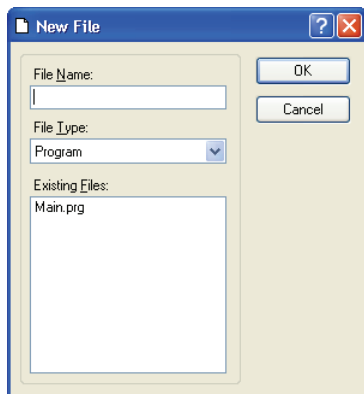 New File
File Name:
OK
Cancel
File Type:
Program
Existing Files:
Main.prg